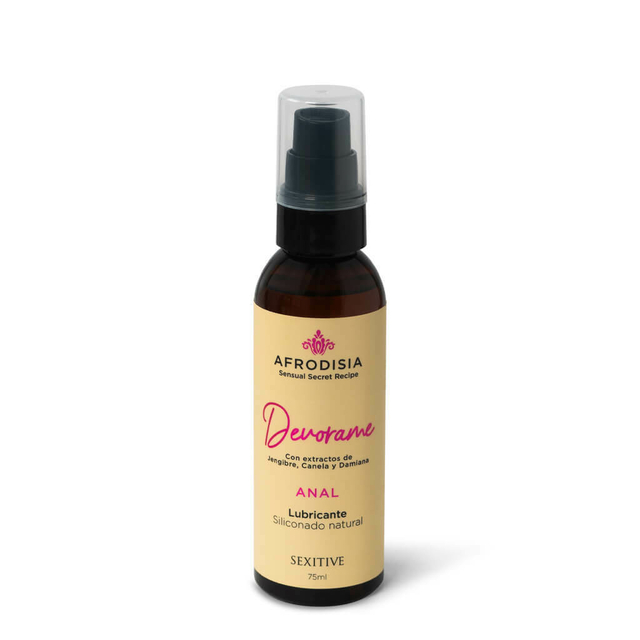 AFRODISIA
Sensual Secret Recipe
Devorame
Con extractos de
Jengibre, Canela y Damiana
ANAL
Lubricante
Siliconado natural
SEXITIVE
75ml